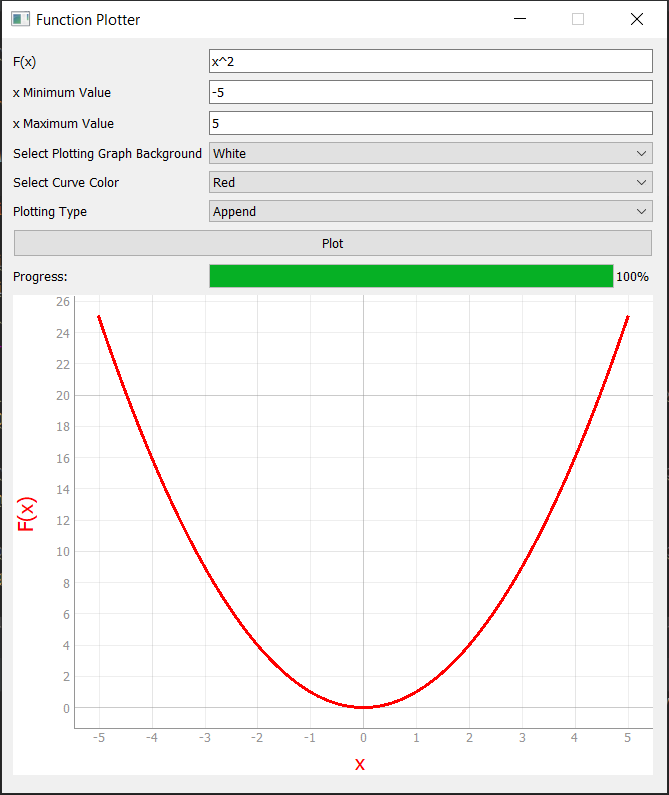 Function Plotter
F(x) x^2
x Minimum Value -5
x Maximum Value 5
Select Plotting Graph Background White
Select Curve Color Red
Plotting Type Append
Plot
Progress: 100%
26
24
22
20
18
16
14
12
10
8
6
4
2
0
F(x)
-5 -4 -3 -2 -1 0 1 2 3 4 5
x